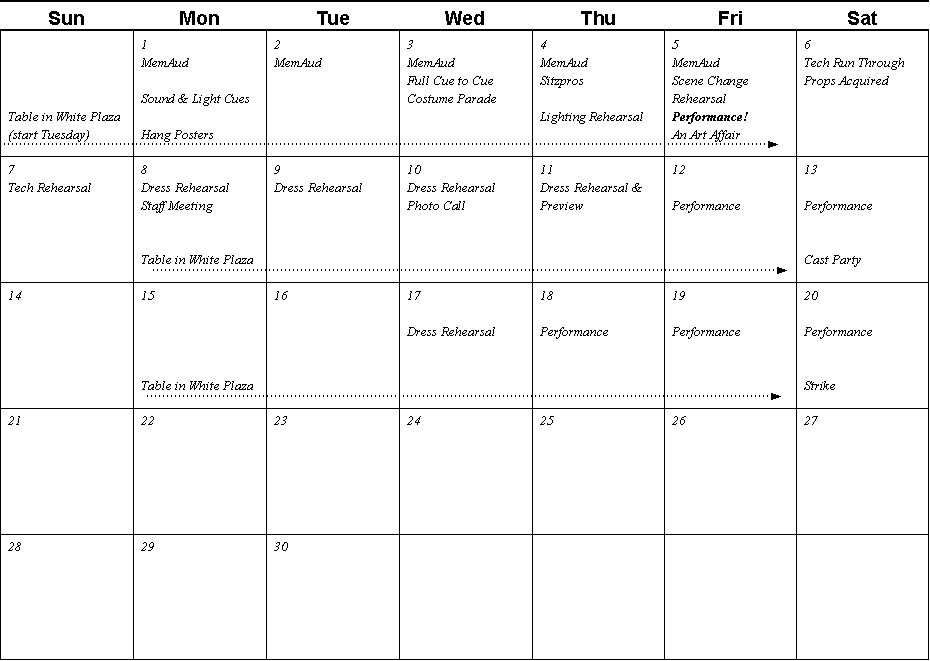 Sun Mon Tue Wed Thu Fri Sat
Table in White Plaza
(start Tuesday)
1
MemAud
Sound & Light Cues
Hang Posters
2
MemAud
3
MemAud
Full Cue to Cue
Costume Parade
4
MemAud
Sitzpros
Lighting Rehearsal
5
MemAud
Scene Change
Rehearsal
Performance!
An Art Affair
6
Tech Run Through
Props Acquired
7
Tech Rehearsal
8
Dress Rehearsal
Staff Meeting
Table in White Plaza
9
Dress Rehearsal
10
Dress Rehearsal
Photo Call
11
Dress Rehearsal &
Preview
12
Performance
13
Performance
Cast Party
14
15
Table in White Plaza
16
17
Dress Rehearsal
18
Performance
19
Performance
20
Performance
Strike
21
22
23
24
25
26
27
28
29
30